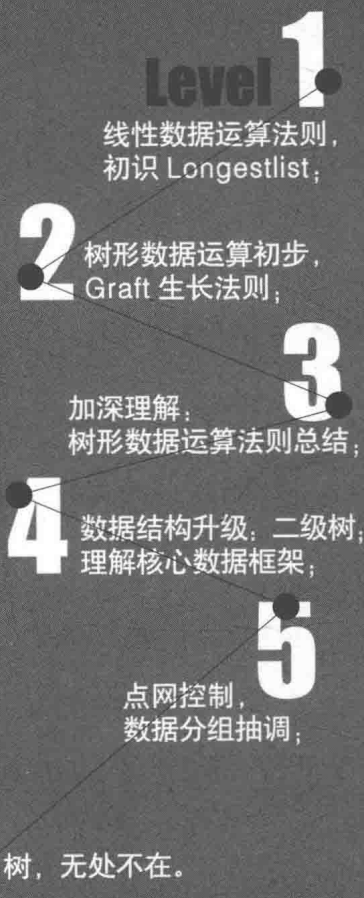 Level 1
线性数据运算法则，
初识 Longestlist；
2
树形数据运算初步，
Graft 生长法则；
3
加深理解：
树形数据运算法则总结；
4
数据结构升级：二级树；
理解核心数据框架；
5
点网控制，
数据分组抽调；
树，无处不在。